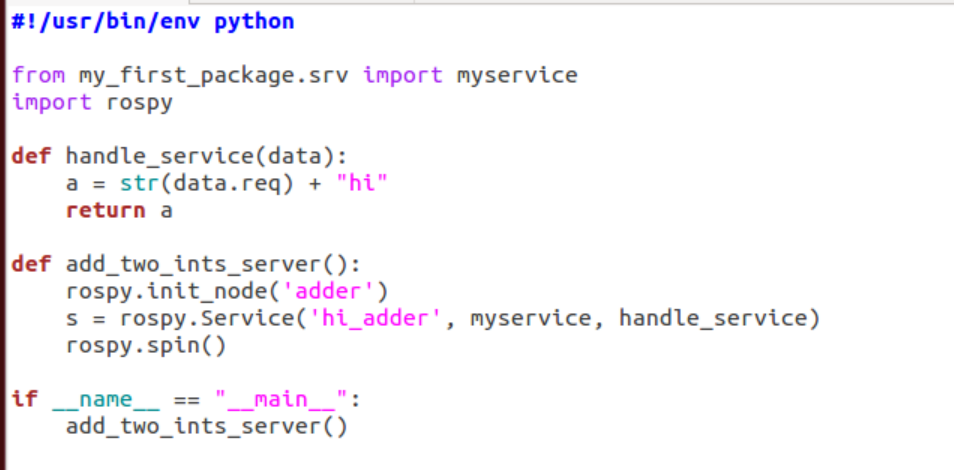 #!/usr/bin/env python
from my_first_package.srv import myservice
import rospy
def handle_service(data):
    a = str(data.req) + "hi"
    return a
def add_two_ints_server():
    rospy.init_node('adder')
    s = rospy.Service('hi_adder', myservice, handle_service)
    rospy.spin()
if __name__ == "__main__":
    add_two_ints_server()